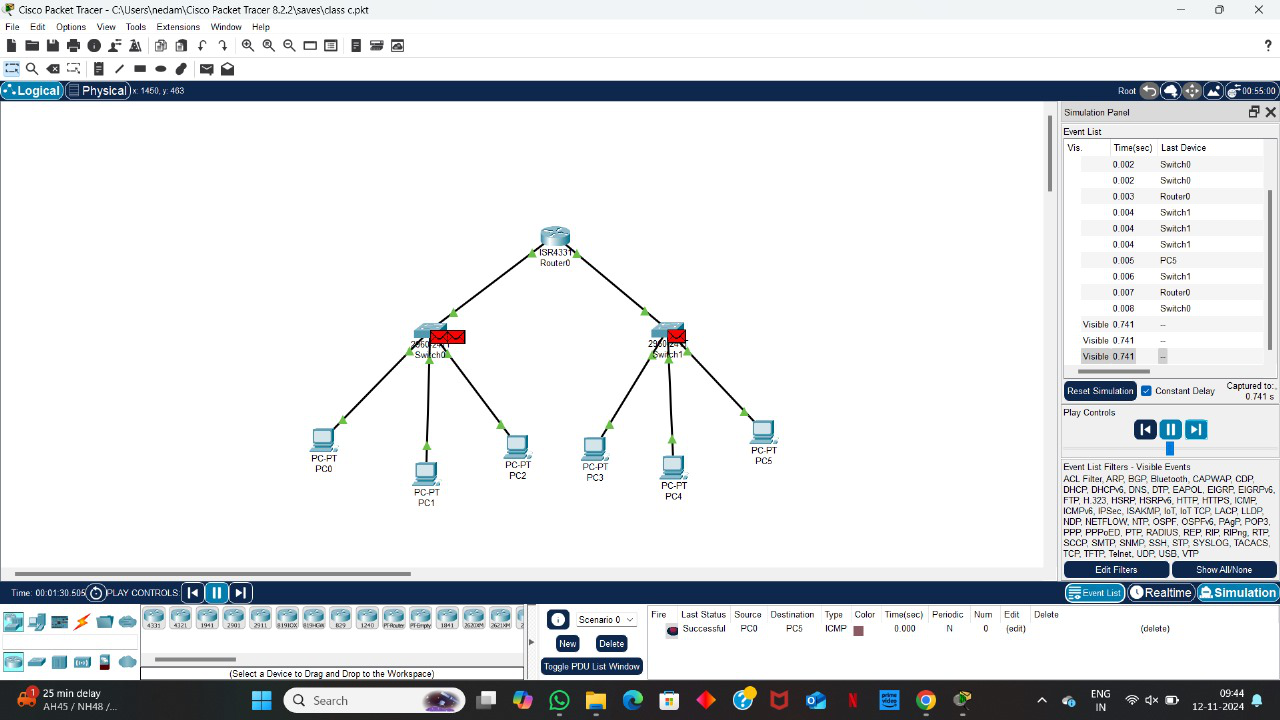 Cisco Packet Tracer - C:\Users\nedam\Cisco Packet Tracer 8.2.2\saves\class c.pkt
File Edit Options View Tools Extensions Window Help
Logical Physical x: 1450, y: 463
Root 00:55:00
ISR4331
Router0
Switch0
Switch1
PC-PT
PC0
PC-PT
PC1
PC-PT
PC2
PC-PT
PC3
PC-PT
PC4
PC-PT
PC5
Simulation Panel
Event List
Vis. Time(sec) Last Device
0.002 Switch0
0.002 Switch0
0.003 Router0
0.004 Switch1
0.004 Switch1
0.004 Switch1
0.005 PC5
0.006 Switch1
0.007 Router0
0.008 Switch0
Visible 0.741 --
Visible 0.741 --
Visible 0.741 --
Reset Simulation Constant Delay Captured to:
0.741 s
Play Controls
Event List Filters - Visible Events
ACL Filter, ARP, BGP, Bluetooth, CAPWAP, CDP,
DHCP, DHCPv6, DNS, DTP, EAPOL, EIGRP, EIGRPv6,
FTP, H.323, HSRP, HSRPv6, HTTP, HTTPS, ICMP,
ICMPv6, IPSec, ISAKMP, IoT, IoT TCP, LACP, LLDP,
NDP, NETFLOW, NTP, OSPF, OSPFv6, PAgP, POP3,
PPP, PPPoED, PTP, RADIUS, REP, RIP, RIPng, RTP,
SCCP, SMTP, SNMP, SSH, STP, SYSLOG, TACACS,
TCP, TFTP, Telnet, UDP, USB, VTP
Edit Filters Show All/None
Time: 00:01:30.505 PLAY CONTROLS:
Event List Realtime Simulation
4331 4321 1941 2901 2911 819IOX 819HGW 829 1240 PT-Router PT-Empty 1841 2620XM 2621XM
(Select a Device to Drag and Drop to the Workspace)
Scenario 0
New Delete
Toggle PDU List Window
Fire Last Status Source Destination Type Color Time(sec) Periodic Num Edit Delete
Successful PC0 PC5 ICMP 0.000 N 0 (edit) (delete)
1
25 min delay
AH45 / NH48 /...
Search
ENG
IN
09:44
12-11-2024